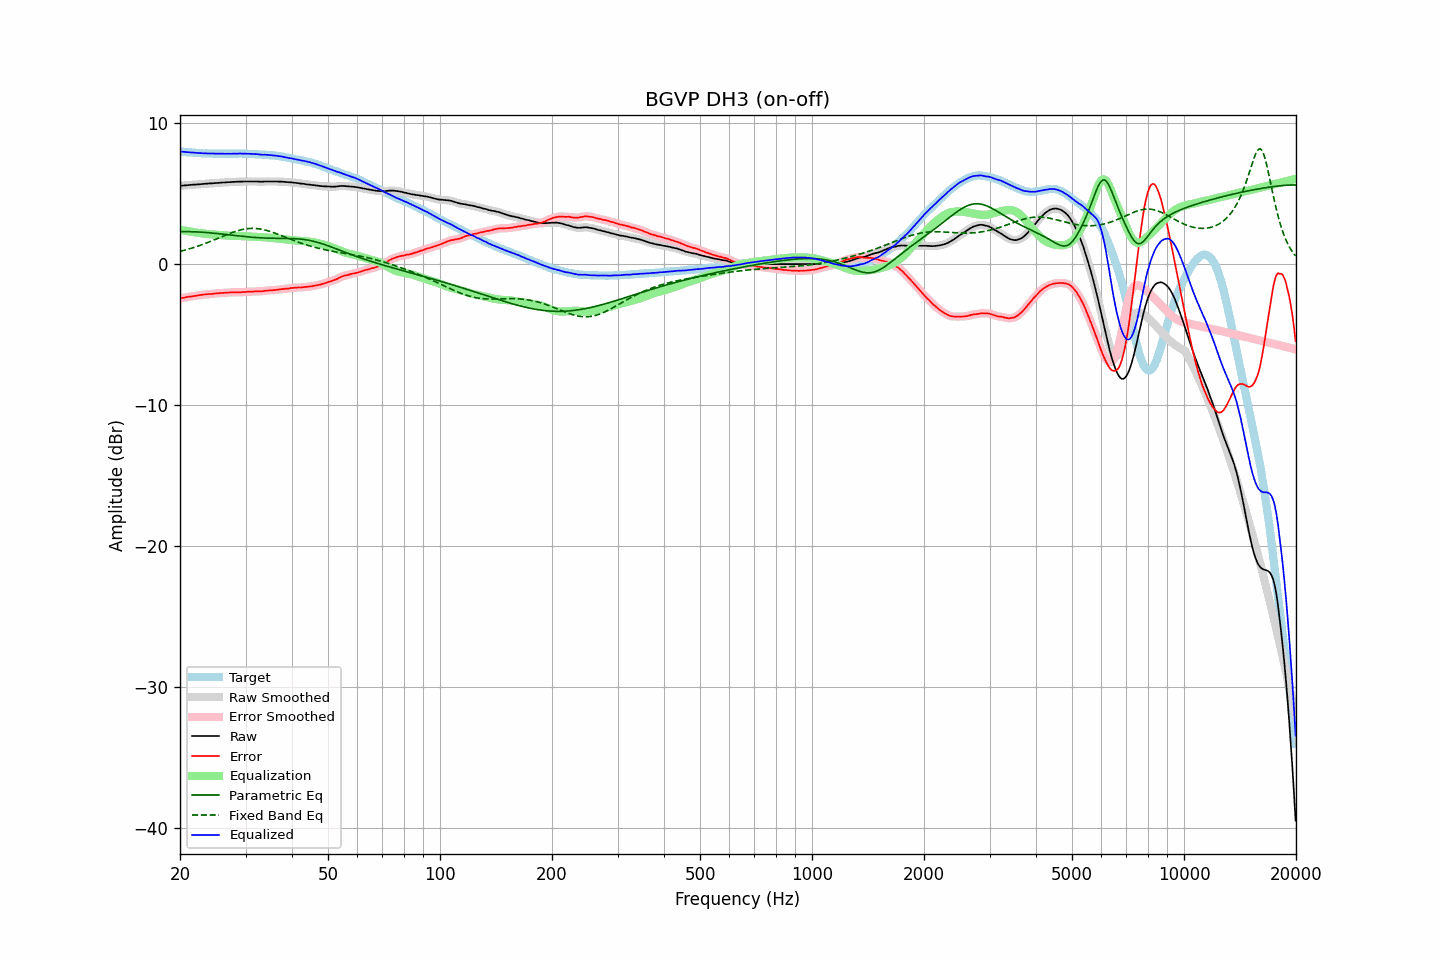 BGVP DH3 (on-off)
Amplitude (dBr)
10
0
−10
−20
−30
−40
Target
Raw Smoothed
Error Smoothed
Raw
Error
Equalization
Parametric Eq
Fixed Band Eq
Equalized
20
50
100
200
500
1000
2000
5000
10000
20000
Frequency (Hz)